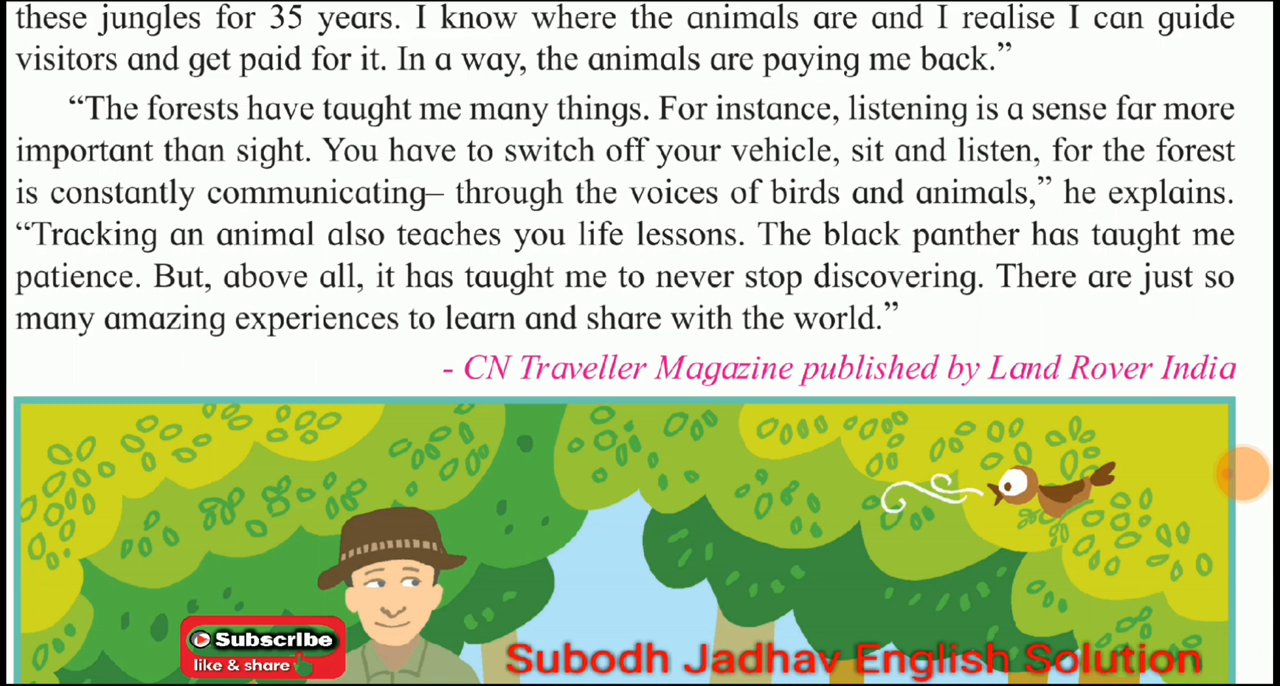 these jungles for 35 years. I know where the animals are and I realise I can guide
visitors and get paid for it. In a way, the animals are paying me back.”
“The forests have taught me many things. For instance, listening is a sense far more
important than sight. You have to switch off your vehicle, sit and listen, for the forest
is constantly communicating– through the voices of birds and animals,” he explains.
“Tracking an animal also teaches you life lessons. The black panther has taught me
patience. But, above all, it has taught me to never stop discovering. There are just so
many amazing experiences to learn and share with the world.”
- CN Traveller Magazine published by Land Rover India
Subscribe
like & share
Subodh Jadhav English Solution